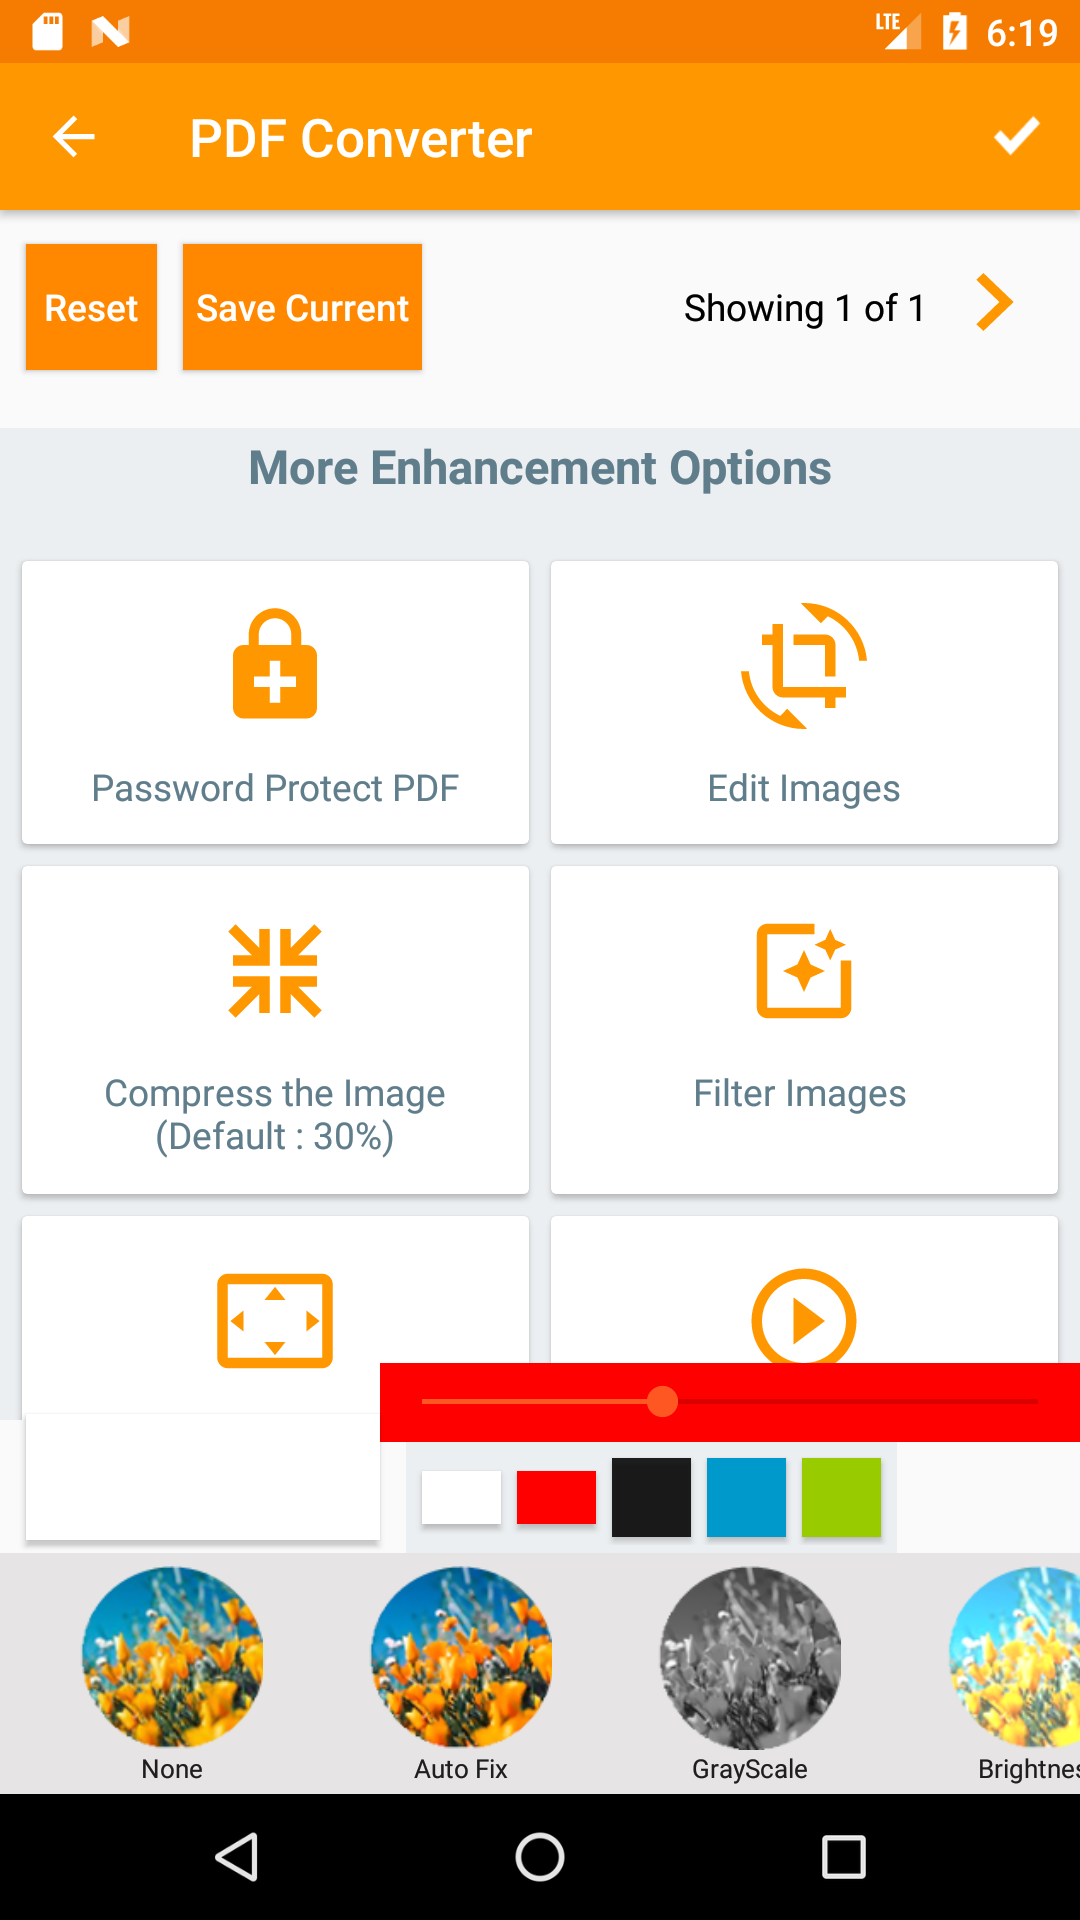 LTE 6:19
PDF Converter
Reset Save Current Showing 1 of 1
More Enhancement Options
Password Protect PDF
Edit Images
Compress the Image
(Default : 30%)
Filter Images
None Auto Fix GrayScale Brightnes